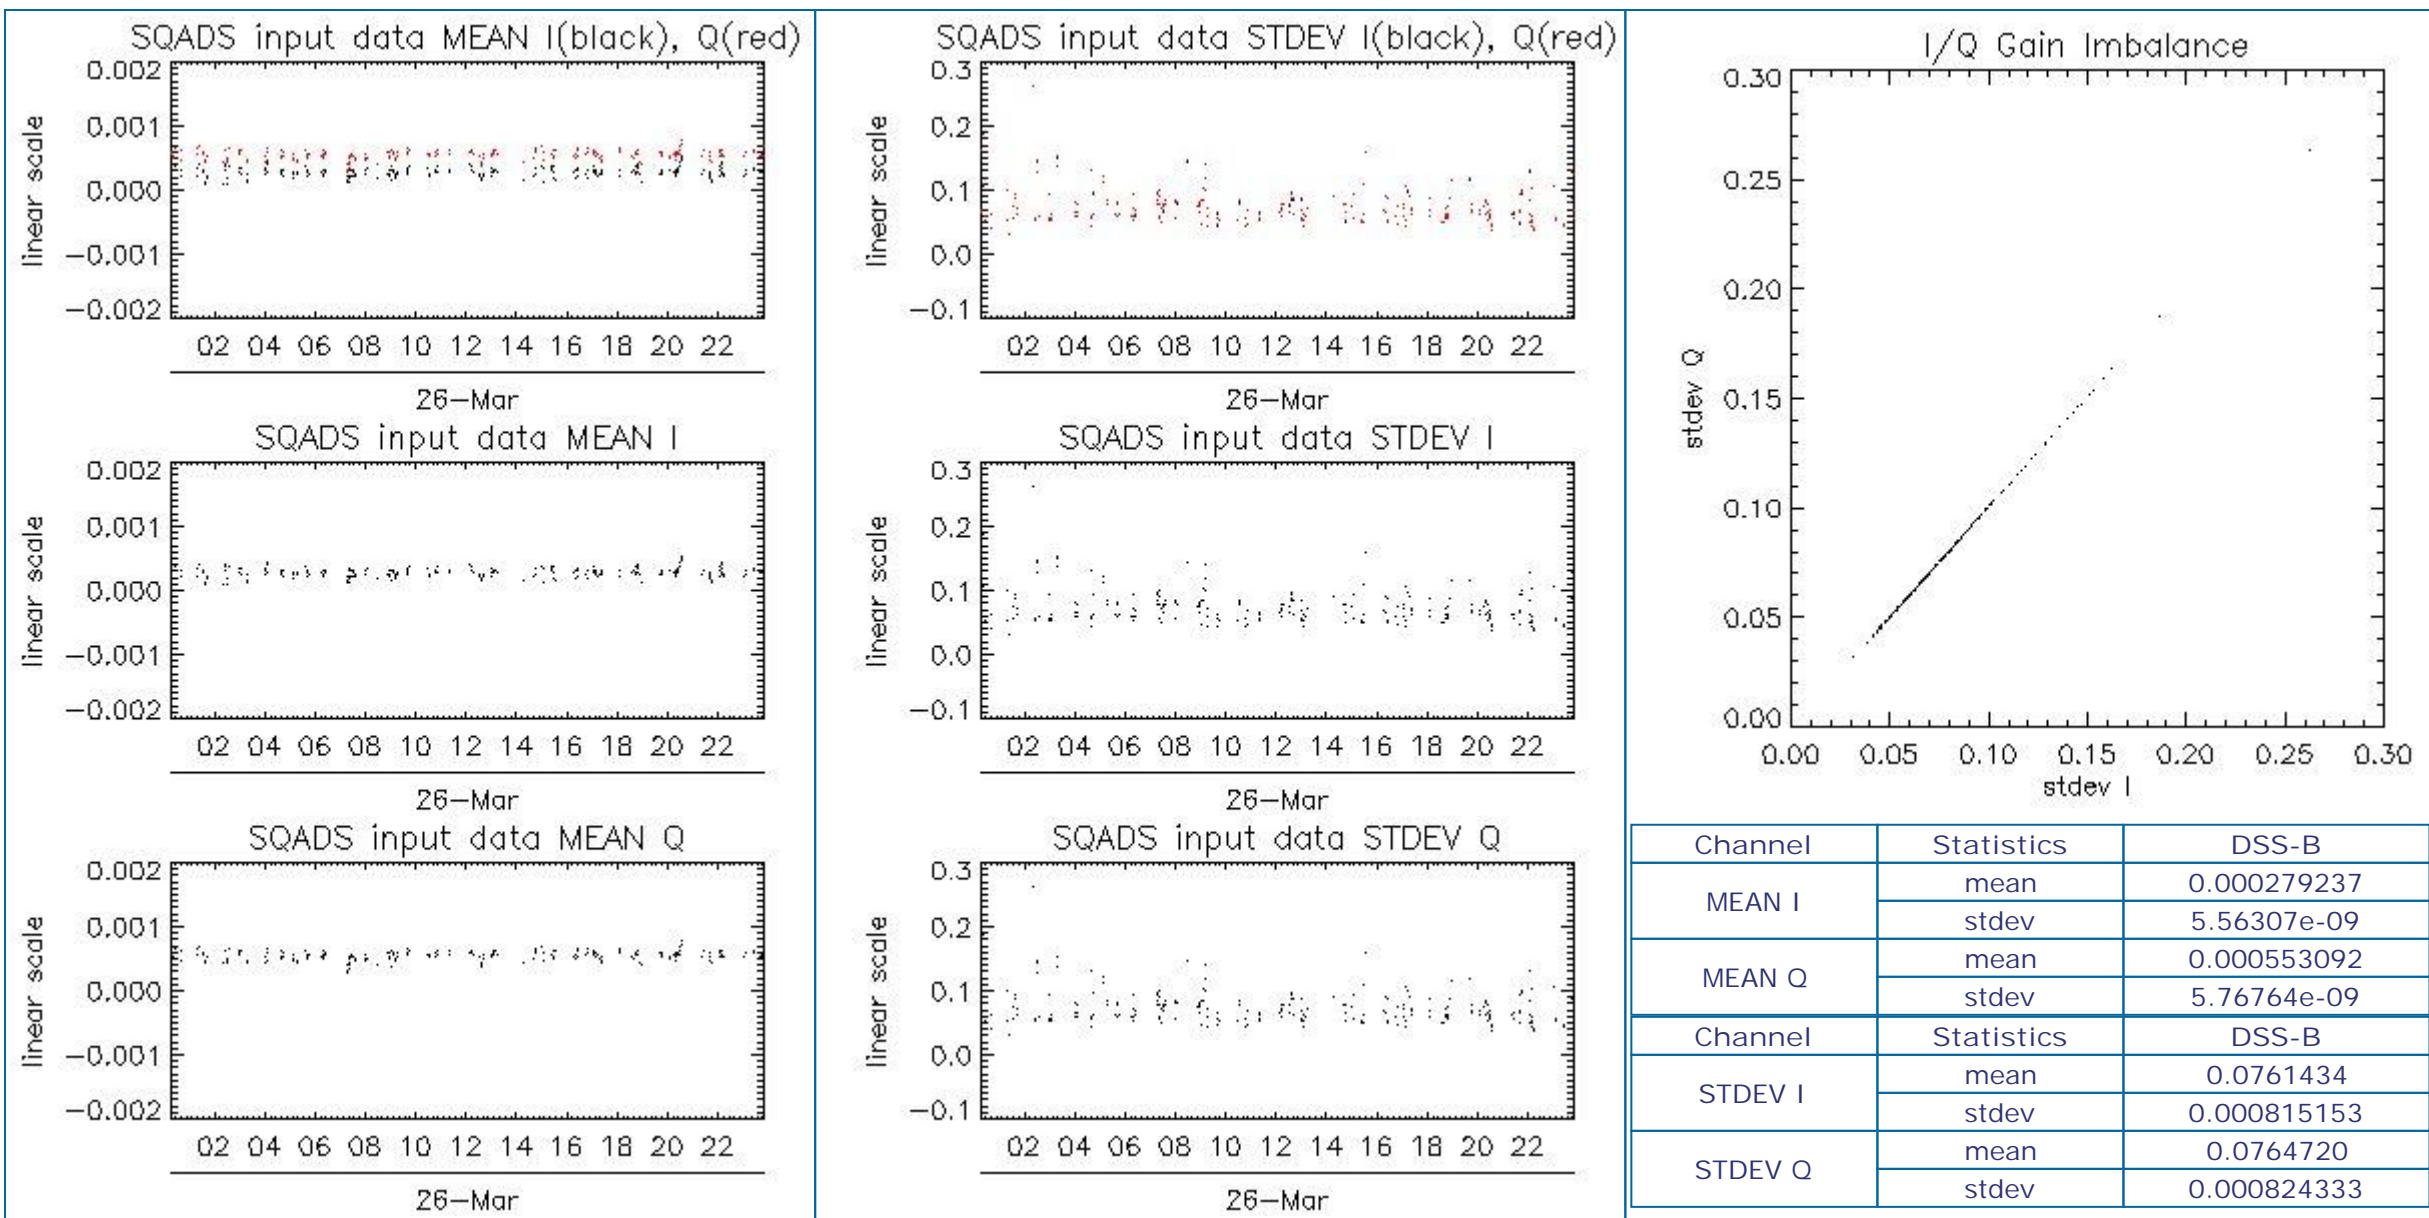 SQADS input data MEAN I(black), Q(red)
0.002
0.001
0.000
−0.001
−0.002
linear scale
02 04 06 08 10 12 14 16 18 20 22
26−Mar
SQADS input data MEAN I
0.002
0.001
0.000
−0.001
−0.002
linear scale
02 04 06 08 10 12 14 16 18 20 22
26−Mar
SQADS input data MEAN Q
0.002
0.001
0.000
−0.001
−0.002
linear scale
02 04 06 08 10 12 14 16 18 20 22
26−Mar
SQADS input data STDEV I(black), Q(red)
0.3
0.2
0.1
0.0
−0.1
linear scale
02 04 06 08 10 12 14 16 18 20 22
26−Mar
SQADS input data STDEV I
0.3
0.2
0.1
0.0
−0.1
linear scale
02 04 06 08 10 12 14 16 18 20 22
26−Mar
SQADS input data STDEV Q
0.3
0.2
0.1
0.0
−0.1
linear scale
02 04 06 08 10 12 14 16 18 20 22
26−Mar
I/Q Gain Imbalance
0.30
0.25
0.20
0.15
0.10
0.05
0.00
stdev Q
0.00 0.05 0.10 0.15 0.20 0.25 0.30
stdev I
Channel Statistics DSS-B
MEAN I mean 0.000279237
stdev 5.56307e-09
MEAN Q mean 0.000553092
stdev 5.76764e-09
Channel Statistics DSS-B
STDEV I mean 0.0761434
stdev 0.000815153
STDEV Q mean 0.0764720
stdev 0.000824333